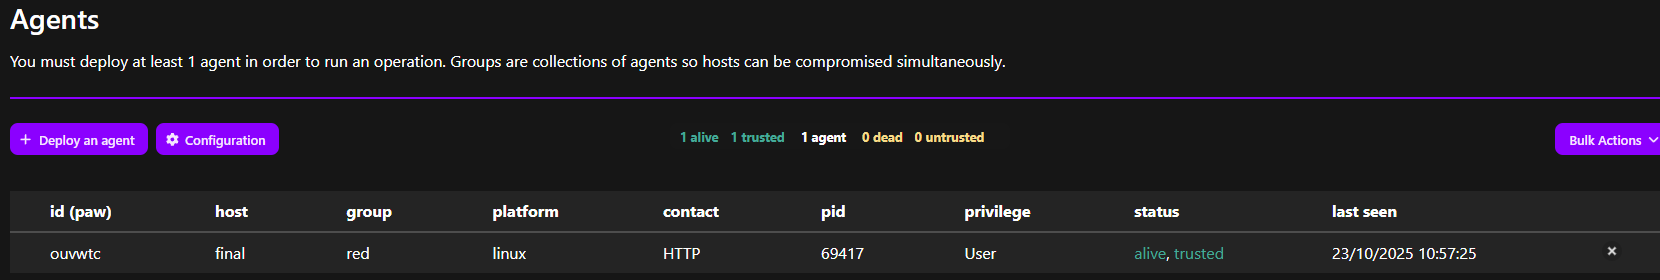 Agents
You must deploy at least 1 agent in order to run an operation. Groups are collections of agents so hosts can be compromised simultaneously.
+ Deploy an agent Configuration 1 alive 1 trusted 1 agent 0 dead 0 untrusted Bulk Actions
id (paw) host group platform contact pid privilege status last seen
ouvwtc final red linux HTTP 69417 User alive, trusted 23/10/2025 10:57:25